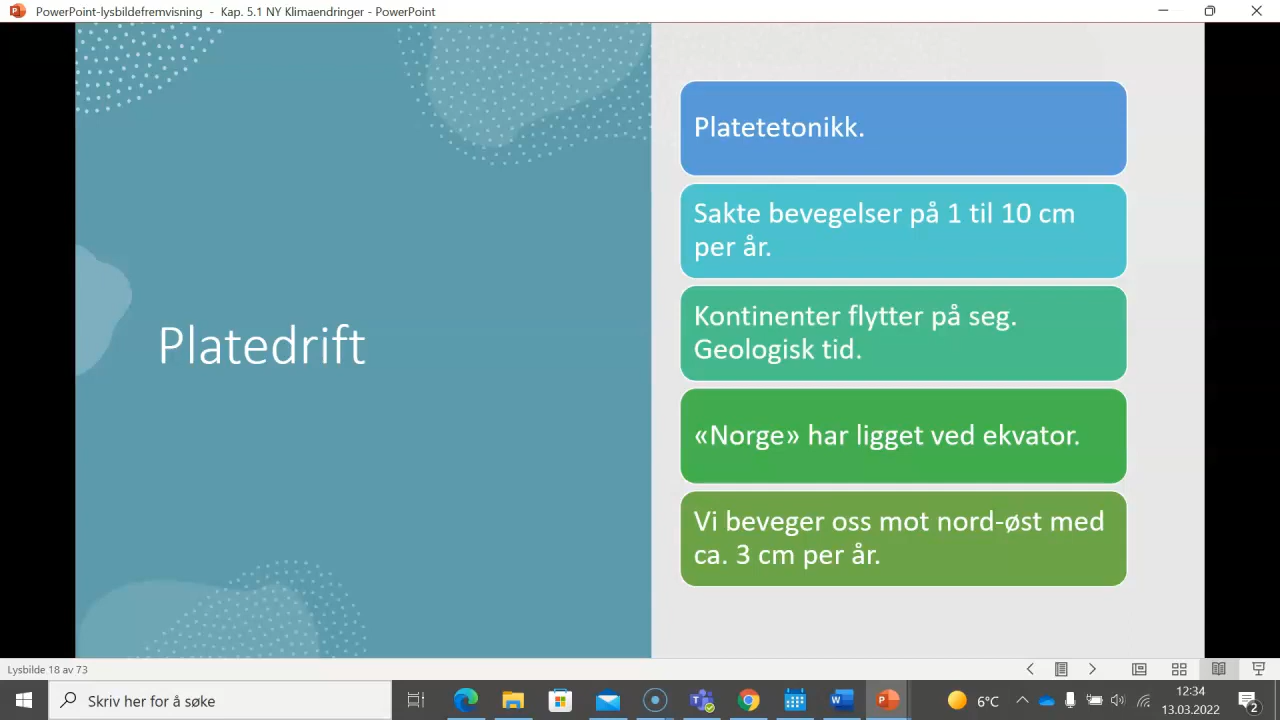 PowerPoint-lysbildefremvisning - Kap. 5.1 NY Klimaendringer - PowerPoint
Platedrift
Platetetonikk.
Sakte bevegelser på 1 til 10 cm
per år.
Kontinenter flytter på seg.
Geologisk tid.
«Norge» har ligget ved ekvator.
Vi beveger oss mot nord-øst med
ca. 3 cm per år.
Lysbilde 18 av 73
Skriv her for å søke
6°C
12:34
13.03.2022
2